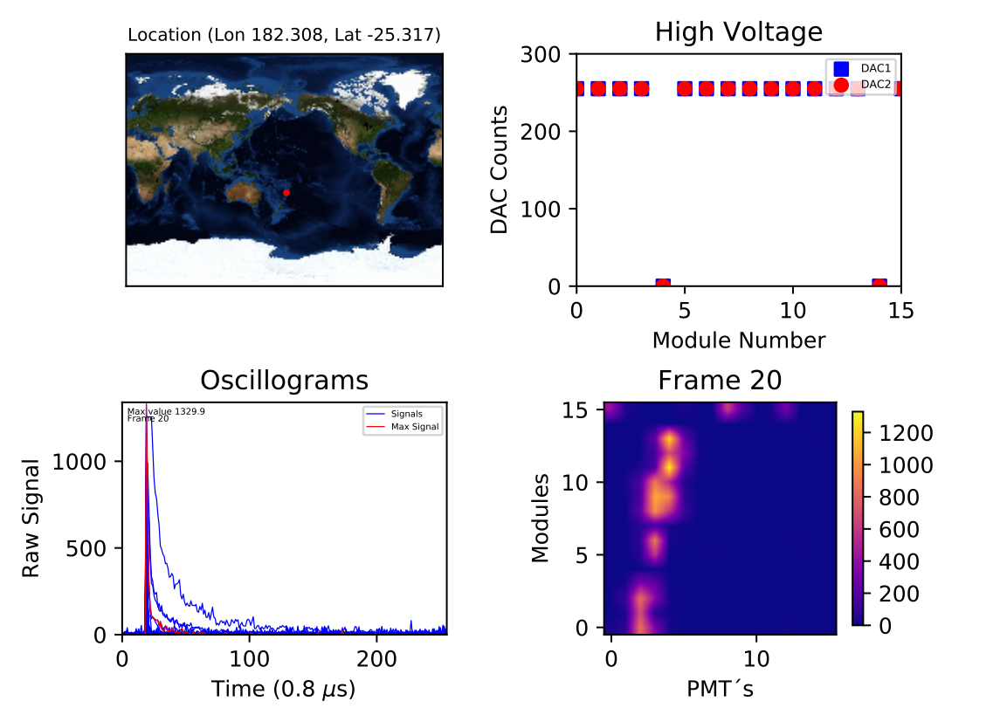 Location (Lon 182.308, Lat -25.317)
High Voltage
300
200
100
0
DAC Counts
DAC1
DAC2
0 5 10 15
Module Number
Oscillograms
Max value 1329.9
Frame 20
Signals
Max Signal
1000
500
0
Raw Signal
0 100 200
Time (0.8 μs)
Frame 20
15
10
5
0
Modules
0 10
PMT´s
1200
1000
800
600
400
200
0